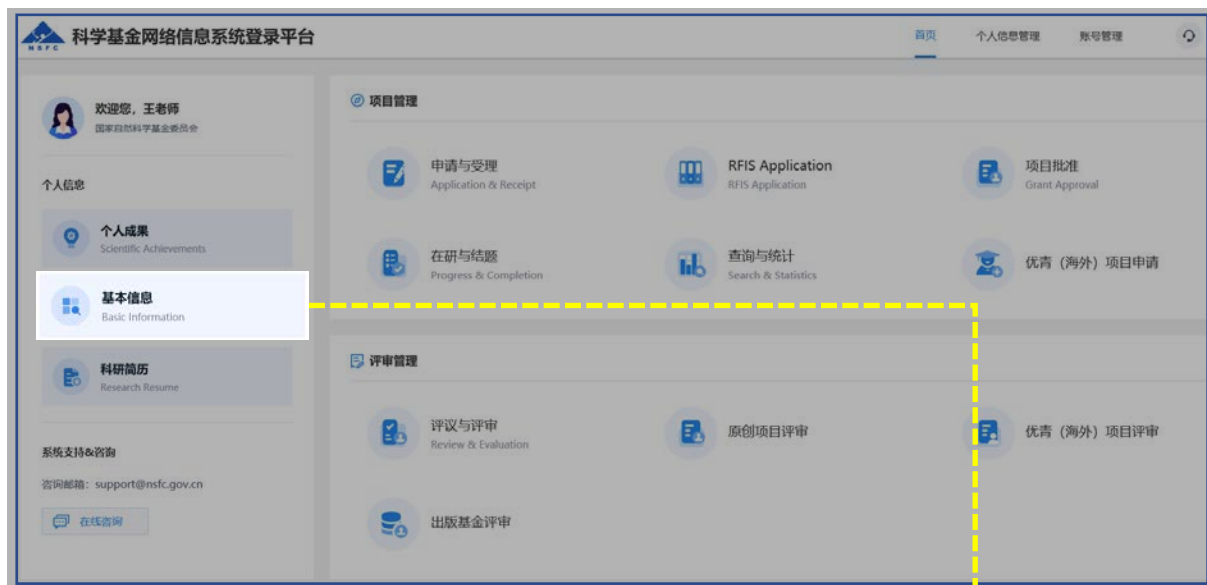 NSFC
科学基金网络信息系统登录平台
首页
个人信息管理
账号管理
欢迎您，王老师
国家自然科学基金委员会
个人信息
个人成果
Scientific Achievements
基本信息
Basic Information
科研简历
Research Resume
系统支持&咨询
咨询邮箱：support@nsfc.gov.cn
在线咨询
项目管理
申请与受理
Application & Receipt
RFIS Application
RFIS Application
项目批准
Grant Approval
在研与结题
Progress & Completion
查询与统计
Search & Statistics
优青（海外）项目申请
评审管理
评议与评审
Review & Evaluation
原创项目评审
优青（海外）项目评审
出版基金评审